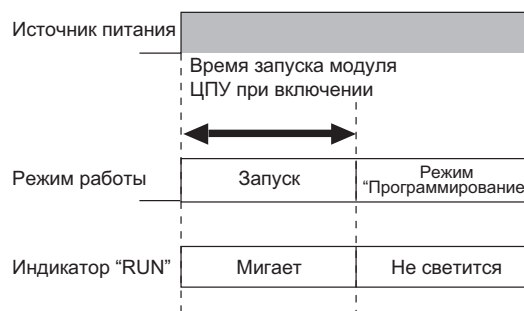 Источник питания
Время запуска модуля
ЦПУ при включении
Режим работы
Запуск
Режим
“Программирование
Индикатор “RUN”
Мигает
Не светится